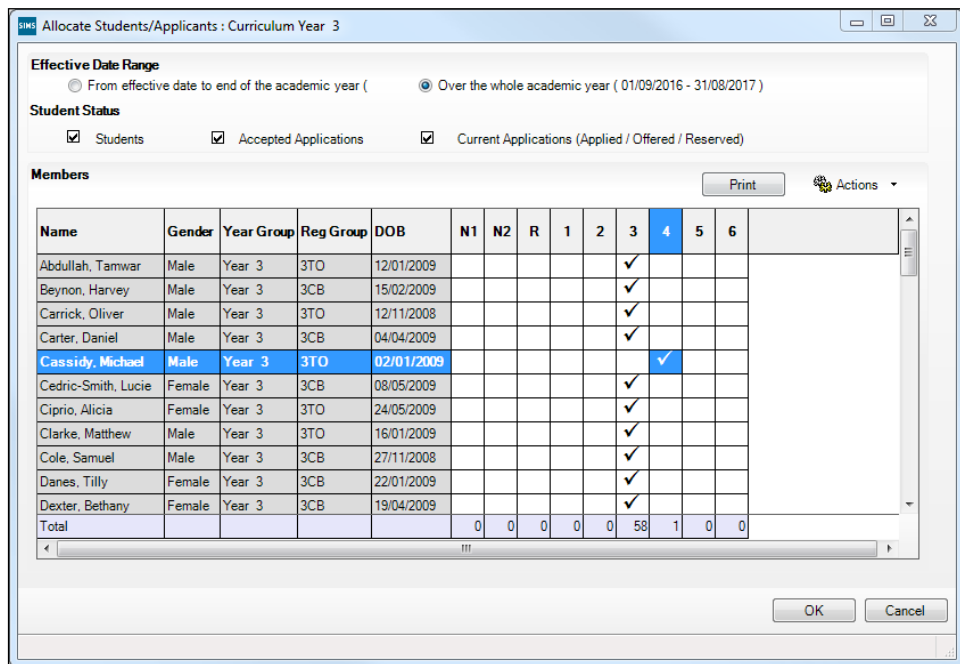 SIMS Allocate Students/Applicants : Curriculum Year 3
Effective Date Range
From effective date to end of the academic year ( Over the whole academic year ( 01/09/2016 - 31/08/2017 )
Student Status
Students Accepted Applications Current Applications (Applied / Offered / Reserved)
Members
Print Actions
Name Gender Year Group Reg Group DOB N1 N2 R 1 2 3 4 5 6
Abdullah, Tamwar Male Year 3 3TO 12/01/2009 ✓
Beynon, Harvey Male Year 3 3CB 15/02/2009 ✓
Carrick, Oliver Male Year 3 3TO 12/11/2008 ✓
Carter, Daniel Male Year 3 3CB 04/04/2009 ✓
Cassidy, Michael Male Year 3 3TO 02/01/2009 ✓
Cedric-Smith, Lucie Female Year 3 3CB 08/05/2009 ✓
Ciprio, Alicia Female Year 3 3TO 24/05/2009 ✓
Clarke, Matthew Male Year 3 3TO 16/01/2009 ✓
Cole, Samuel Male Year 3 3CB 27/11/2008 ✓
Danes, Tilly Female Year 3 3CB 22/01/2009 ✓
Dexter, Bethany Female Year 3 3CB 19/04/2009 ✓
Total 0 0 0 0 0 58 1 0 0
OK Cancel